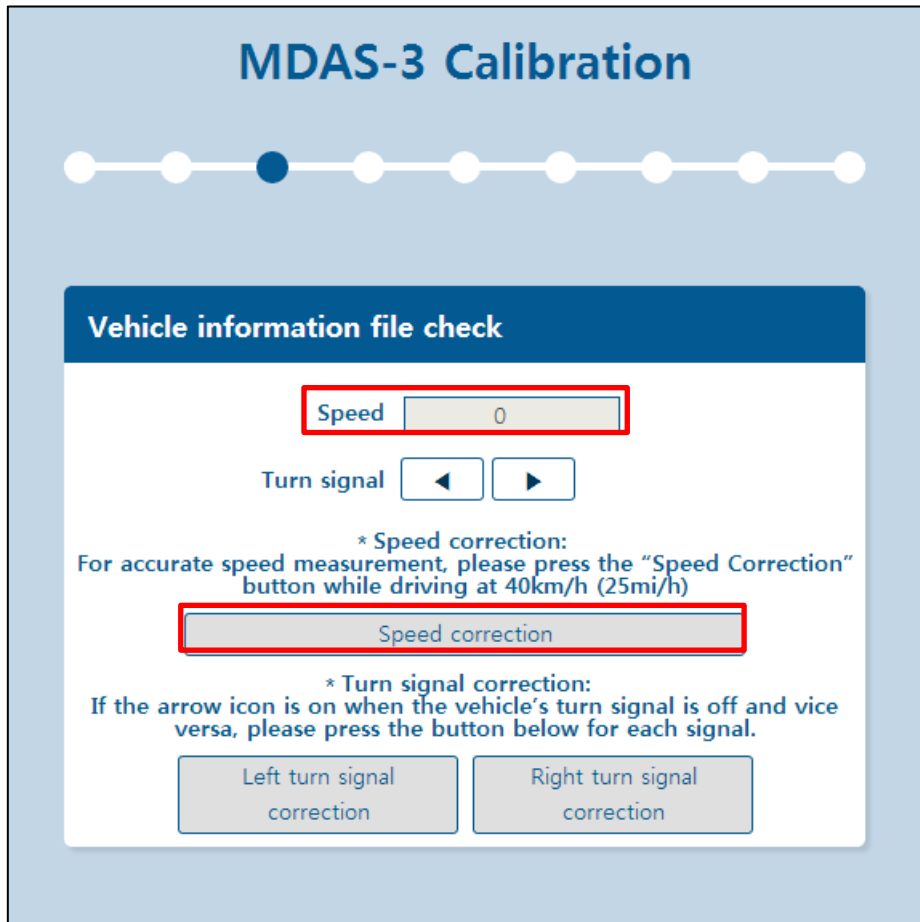 MDAS-3 Calibration
Vehicle information file check
Speed 0
Turn signal ◀ ▶
* Speed correction:
For accurate speed measurement, please press the “Speed Correction”
button while driving at 40km/h (25mi/h)
Speed correction
* Turn signal correction:
If the arrow icon is on when the vehicle’s turn signal is off and vice
versa, please press the button below for each signal.
Left turn signal
correction
Right turn signal
correction